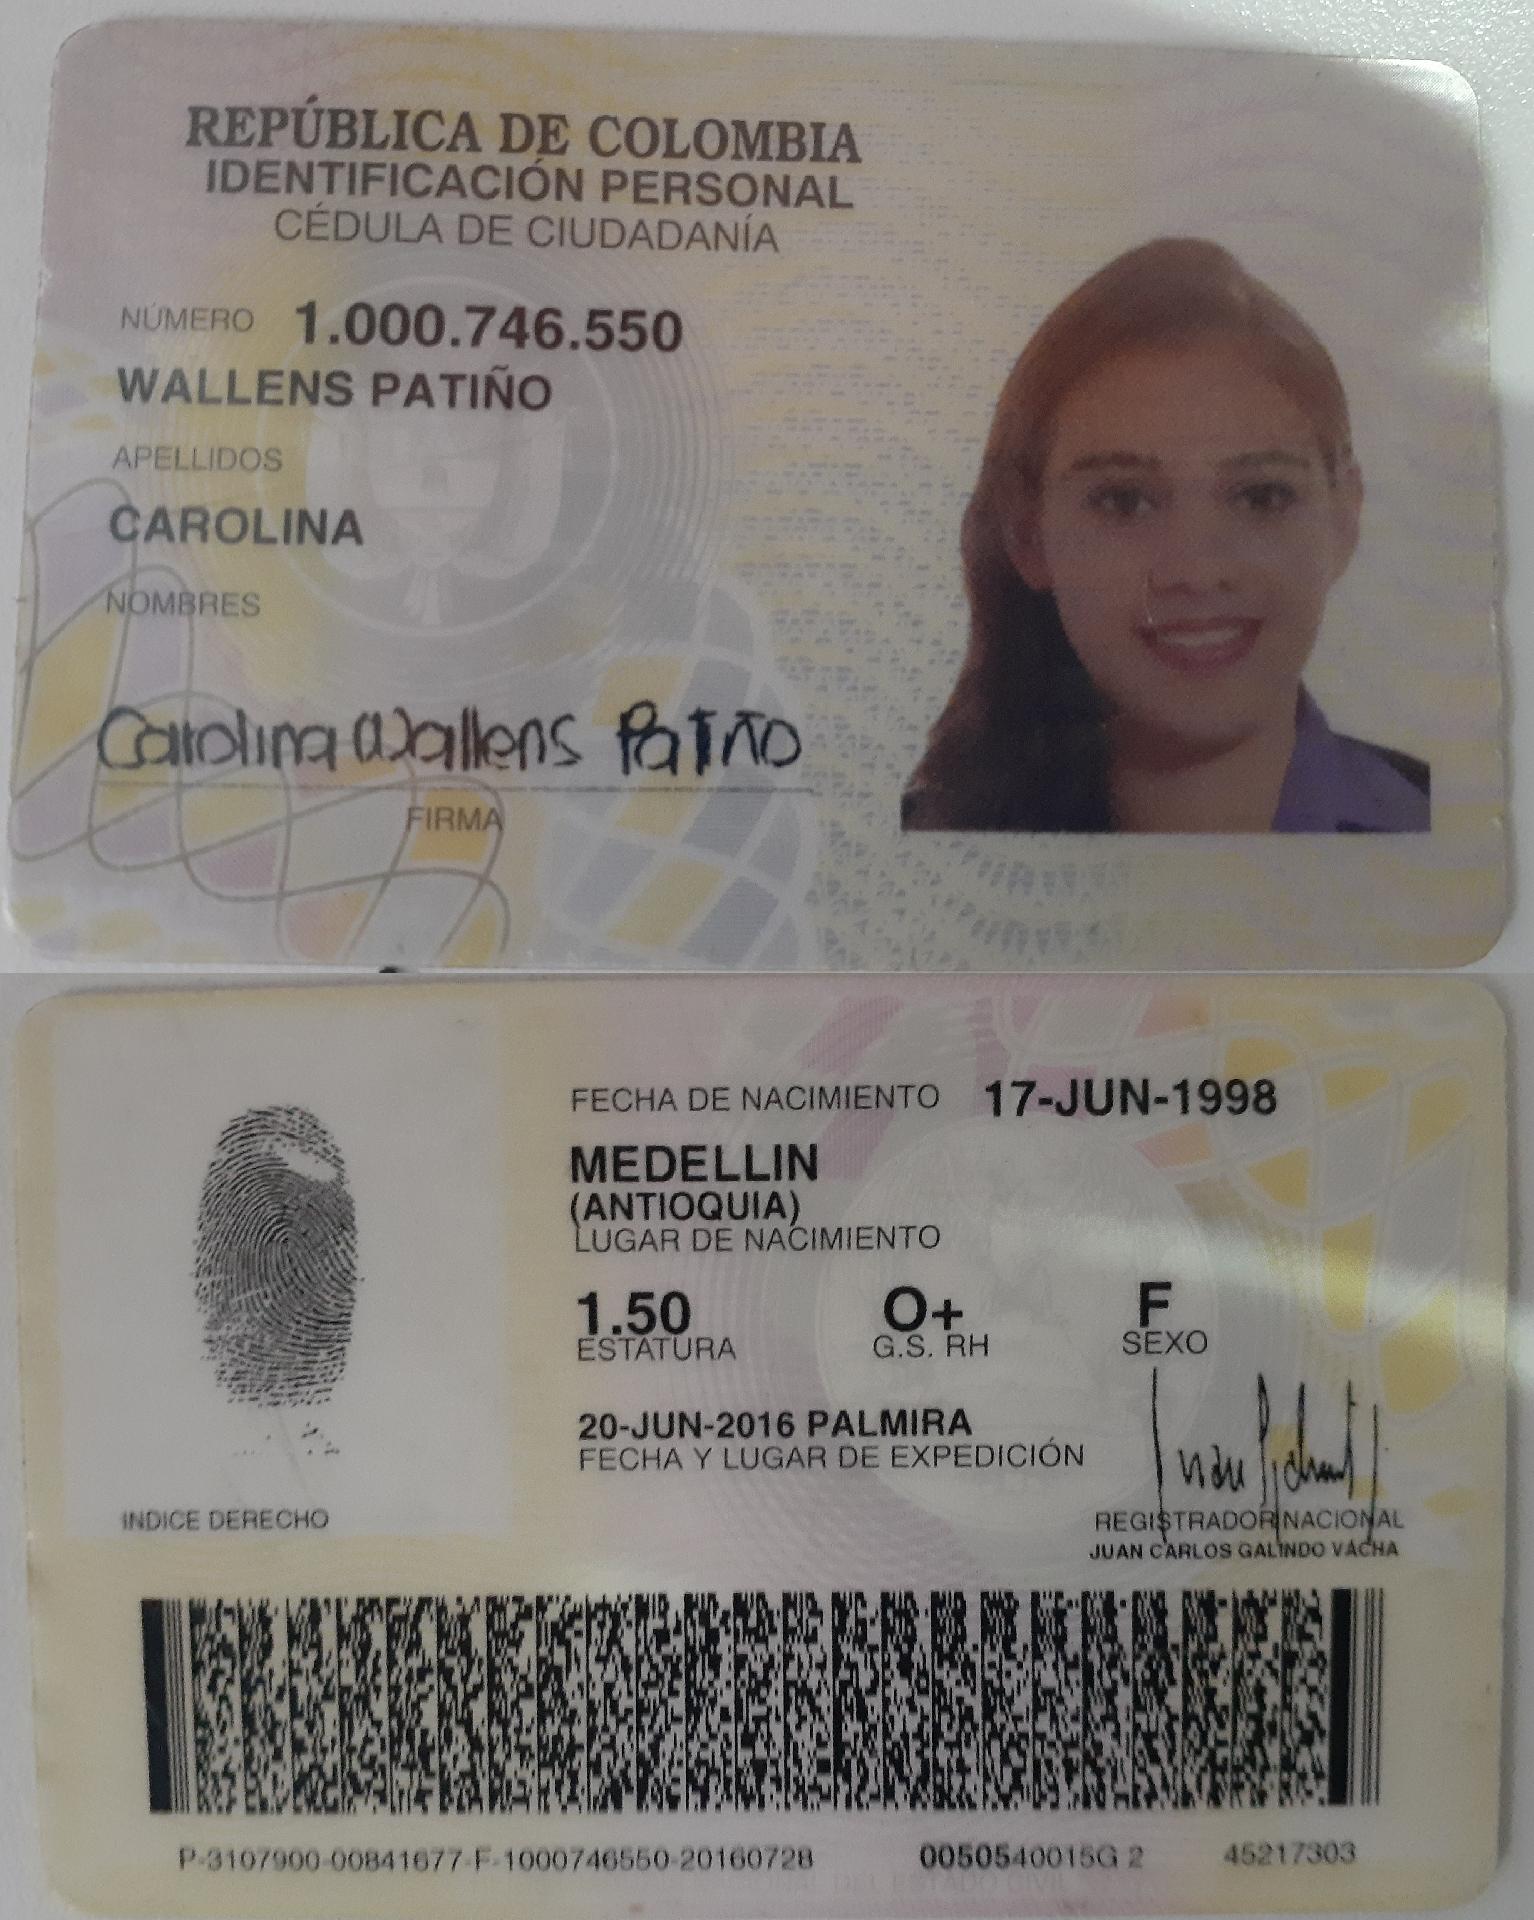 REPÚBLICA DE COLOMBIA
IDENTIFICACIÓN PERSONAL
CÉDULA DE CIUDADANÍA
NÚMERO 1.000.746.550
WALLENS PATIÑO
APELLIDOS
CAROLINA
NOMBRES
Carolina Wallens Patiño
FIRMA
FECHA DE NACIMIENTO 17-JUN-1998
MEDELLIN
(ANTIOQUIA)
LUGAR DE NACIMIENTO
1.50 O+ F
ESTATURA G.S. RH SEXO
20-JUN-2016 PALMIRA
FECHA Y LUGAR DE EXPEDICIÓN
INDICE DERECHO
REGISTRADOR NACIONAL
JUAN CARLOS GALINDO VÁCHA
P-3107900-00841677-F-1000746550-20160728 0050540015G 2 45217303